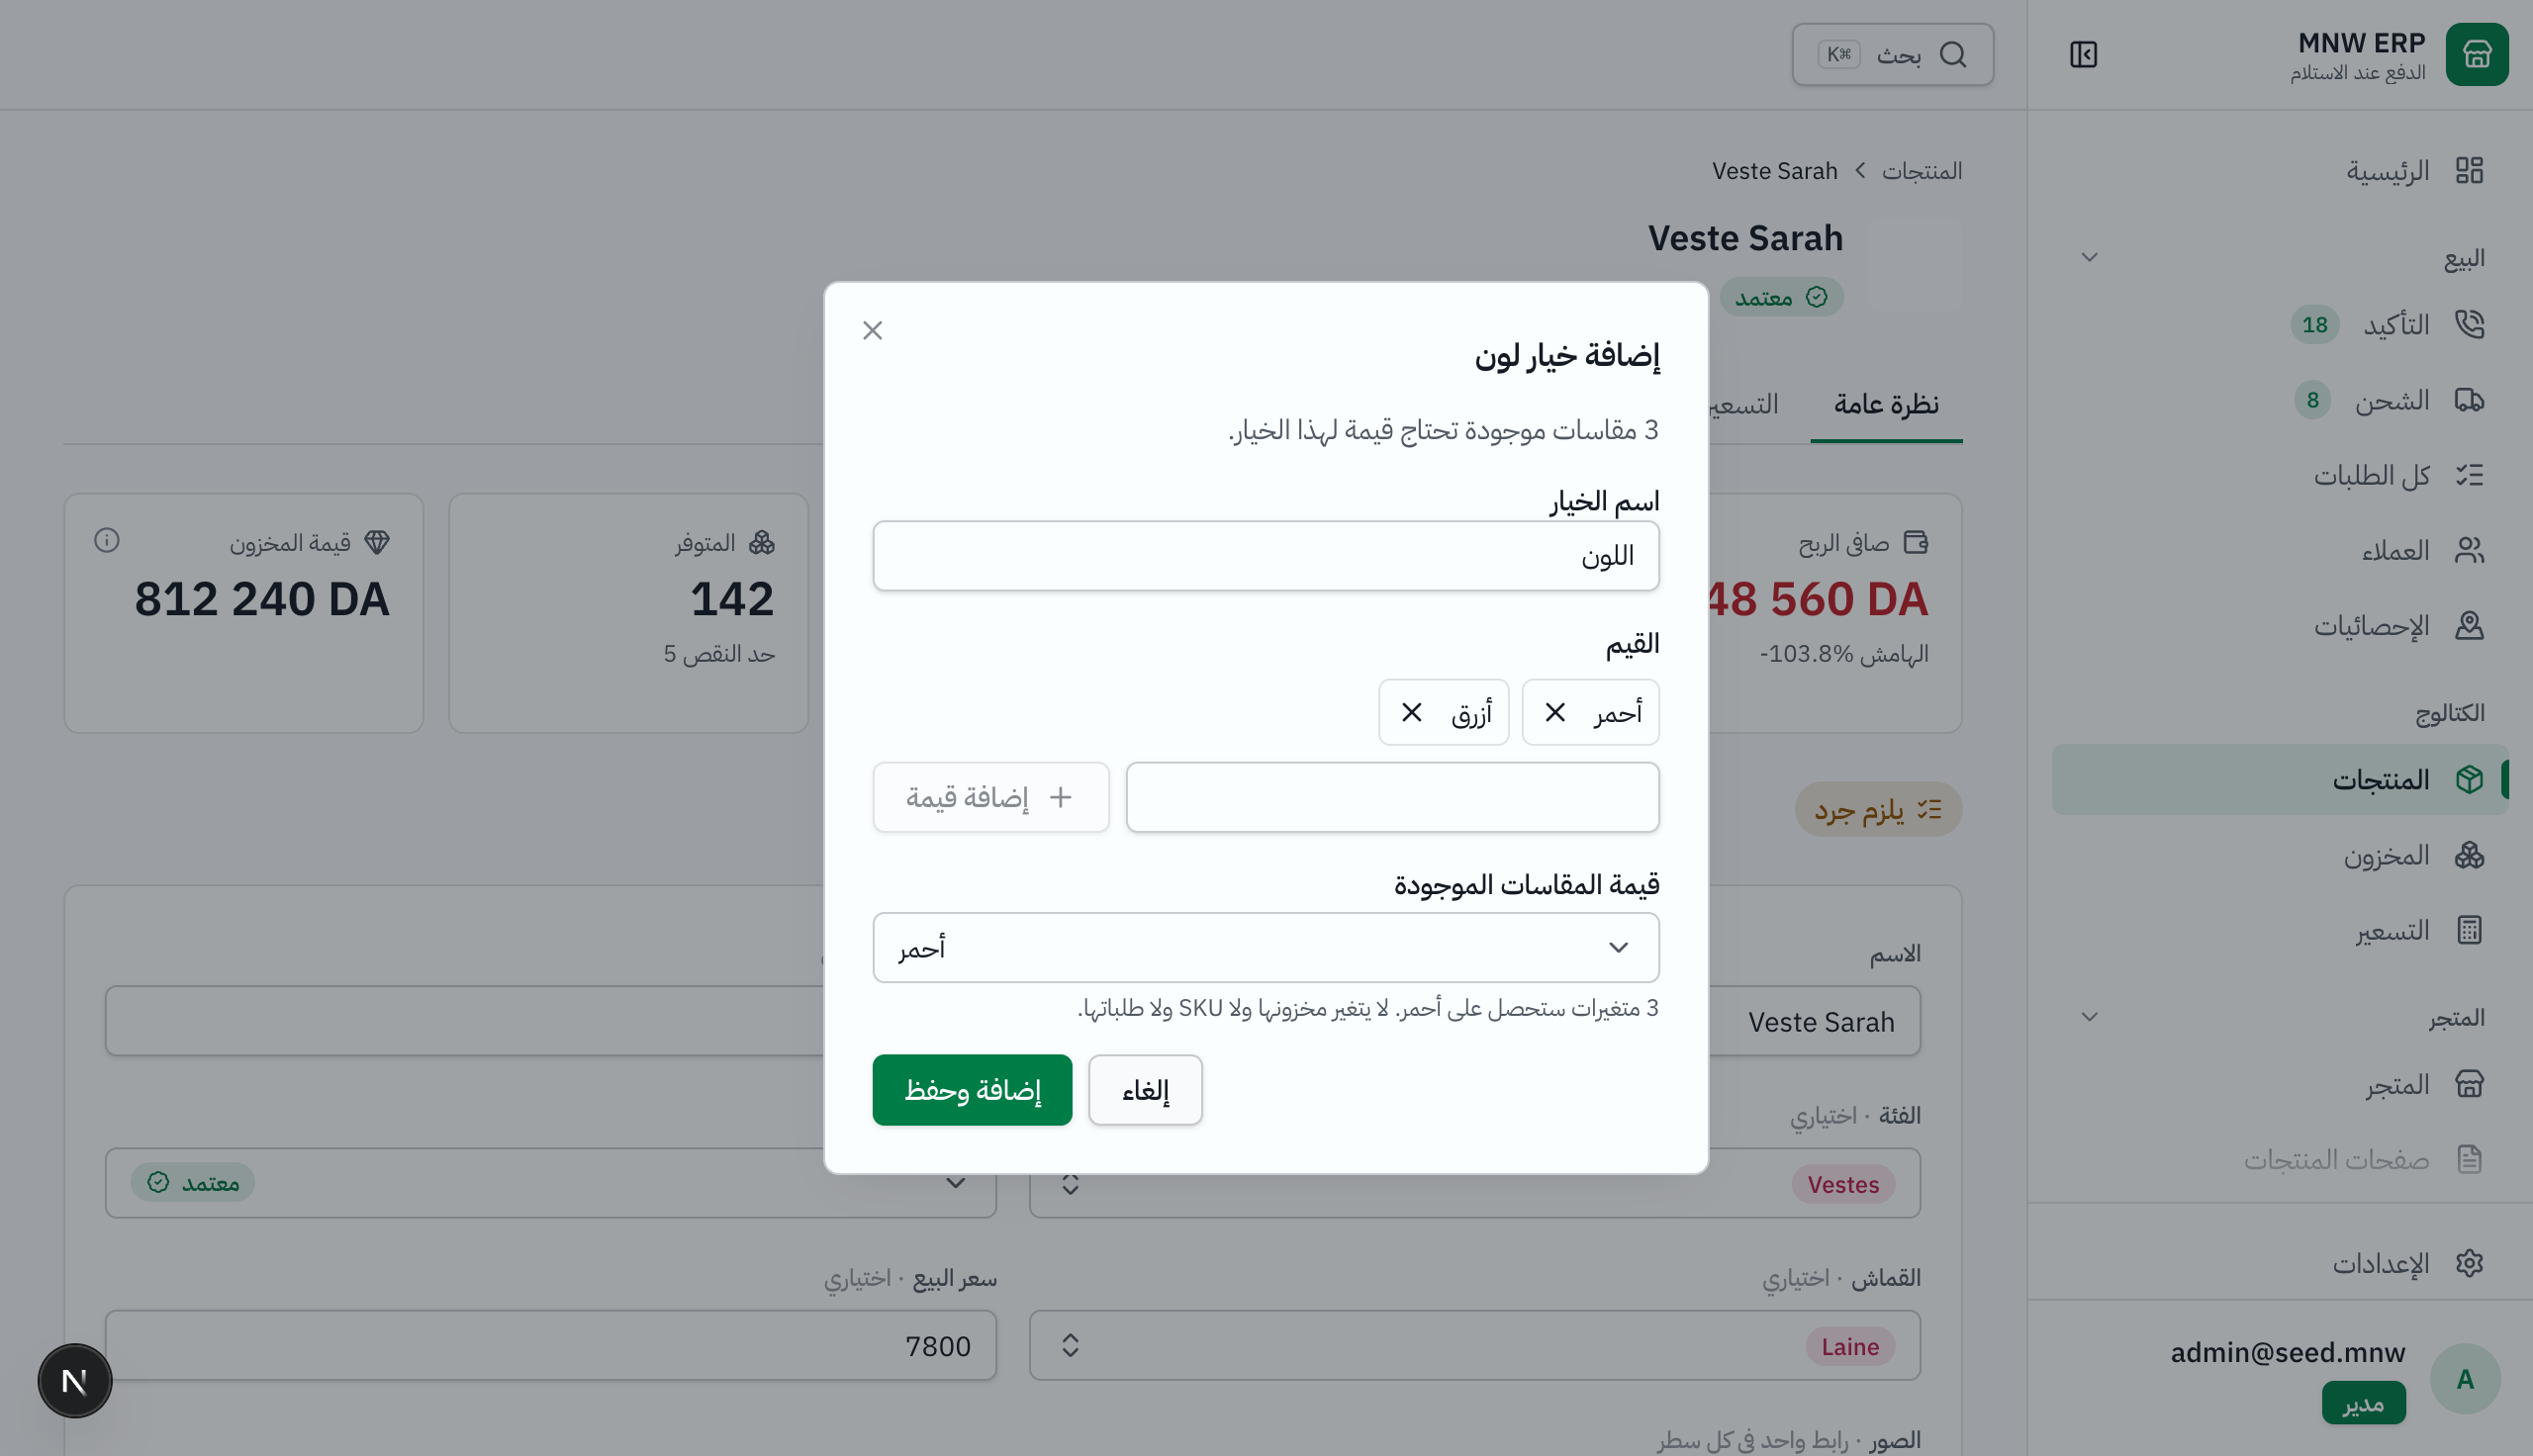 MNW ERP
الدفع عند الاستلام
بحث ⌘K
الرئيسية
البيع
التأكيد 18
الشحن 8
كل الطلبات
العملاء
الإحصائيات
الكتالوج
المنتجات
المخزون
التسعير
المتجر
المتجر
صفحات المنتجات
الإعدادات
admin@seed.mnw
A
مدير
المنتجات Veste Sarah
Veste Sarah
معتمد
نظرة عامة
التسعير
صافي الربح
48 560 DA
الهامش 103.8%-
المتوفر
142
حد النقص 5
قيمة المخزون
812 240 DA
يلزم جرد
الاسم
Veste Sarah
الفئة · اختياري
Vestes
معتمد
القماش · اختياري
Laine
سعر البيع · اختياري
7800
الصور · رابط واحد في كل سطر
إضافة خيار لون
3 مقاسات موجودة تحتاج قيمة لهذا الخيار.
اسم الخيار
اللون
القيم
أحمر
أزرق
إضافة قيمة
قيمة المقاسات الموجودة
أحمر
3 متغيرات ستحصل على أحمر. لا يتغير مخزونها ولا SKU ولا طلباتها.
إلغاء
إضافة وحفظ
N